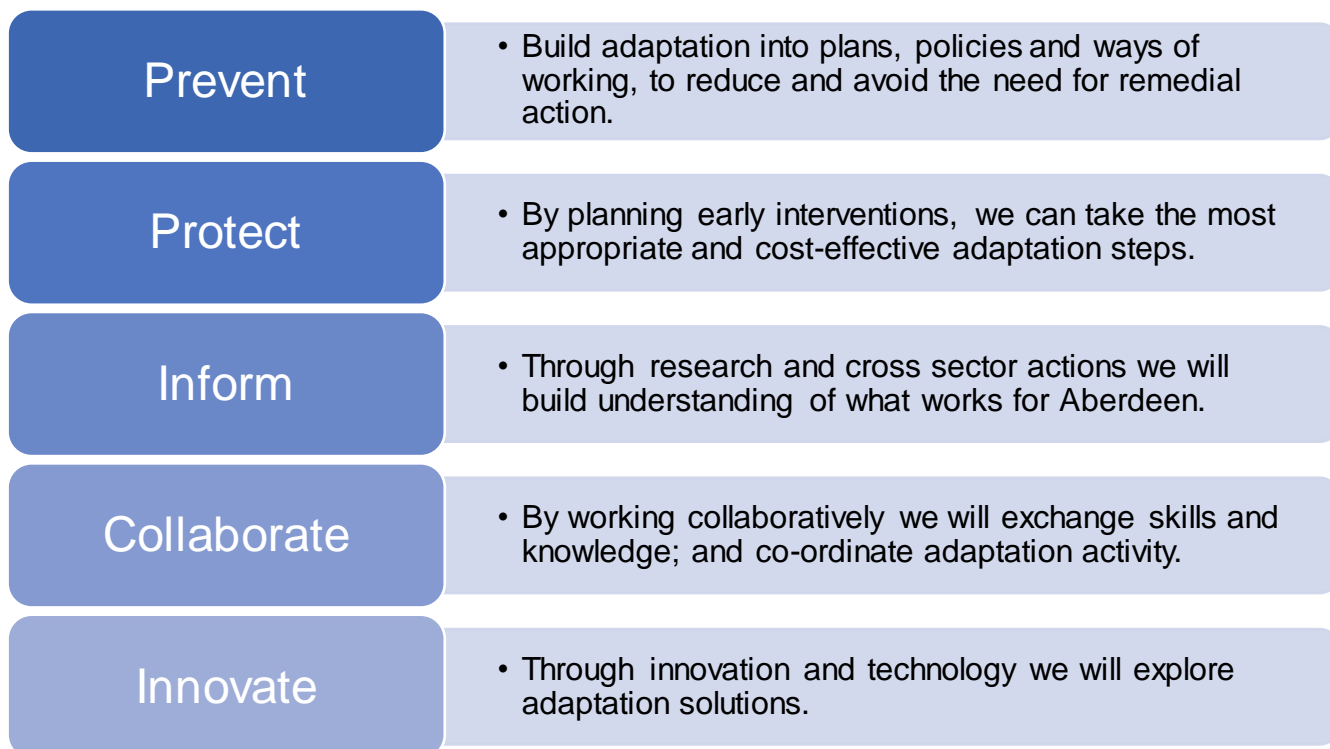 Prevent
• Build adaptation into plans, policies and ways of
working, to reduce and avoid the need for remedial
action.
Protect
• By planning early interventions, we can take the most
appropriate and cost-effective adaptation steps.
Inform
• Through research and cross sector actions we will
build understanding of what works for Aberdeen.
Collaborate
• By working collaboratively we will exchange skills and
knowledge; and co-ordinate adaptation activity.
Innovate
• Through innovation and technology we will explore
adaptation solutions.